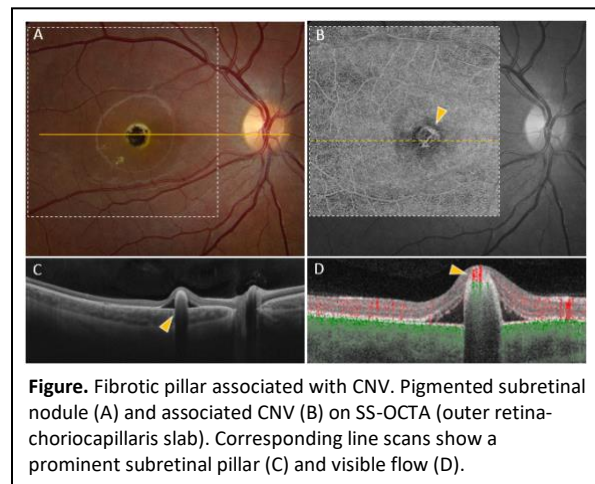 A
B
C
D
Figure. Fibrotic pillar associated with CNV. Pigmented subretinal
nodule (A) and associated CNV (B) on SS-OCTA (outer retina-
choriocapillaris slab). Corresponding line scans show a
prominent subretinal pillar (C) and visible flow (D).